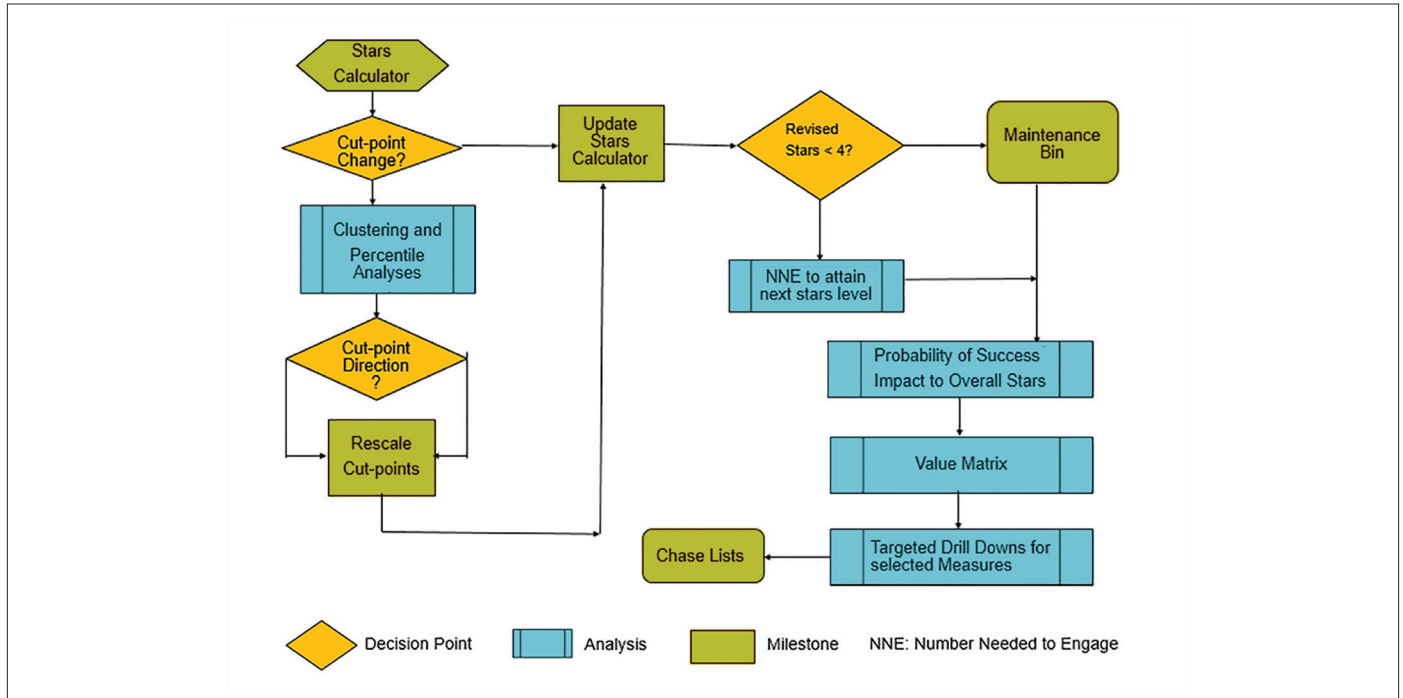 Stars
Calculator
Cut-point
Change?
Update
Stars
Calculator
Revised
Stars < 4?
Maintenance
Bin
Clustering and
Percentile
Analyses
NNE to attain
next stars level
Cut-point
Direction
?
Probability of Success
Impact to Overall Stars
Rescale
Cut-points
Value Matrix
Targeted Drill Downs for
selected Measures
Chase Lists
Decision Point
Analysis
Milestone
NNE: Number Needed to Engage